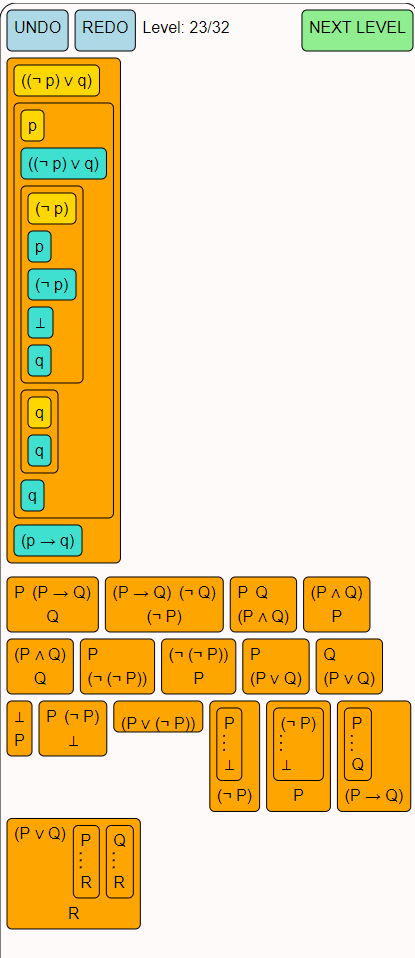 UNDO REDO Level: 23/32 NEXT LEVEL
((¬ p) ∨ q)
p
((¬ p) ∨ q)
(¬ p)
p
(¬ p)
⊥
q
q
q
q
(p → q)
P (P → Q) (P → Q) (¬ Q) P Q (P ∧ Q)
Q (¬ P) (P ∧ Q) P
(P ∧ Q) P (¬ (¬ P)) P Q
Q (¬ (¬ P)) P (P ∨ Q) (P ∨ Q)
⊥ P (¬ P) (P ∨ (¬ P)) P (¬ P) P
P ⊥ ⋮ ⋮ ⋮
⊥ ⊥ Q
(¬ P) P (P → Q)
(P ∨ Q) P Q
⋮ ⋮
R R
R